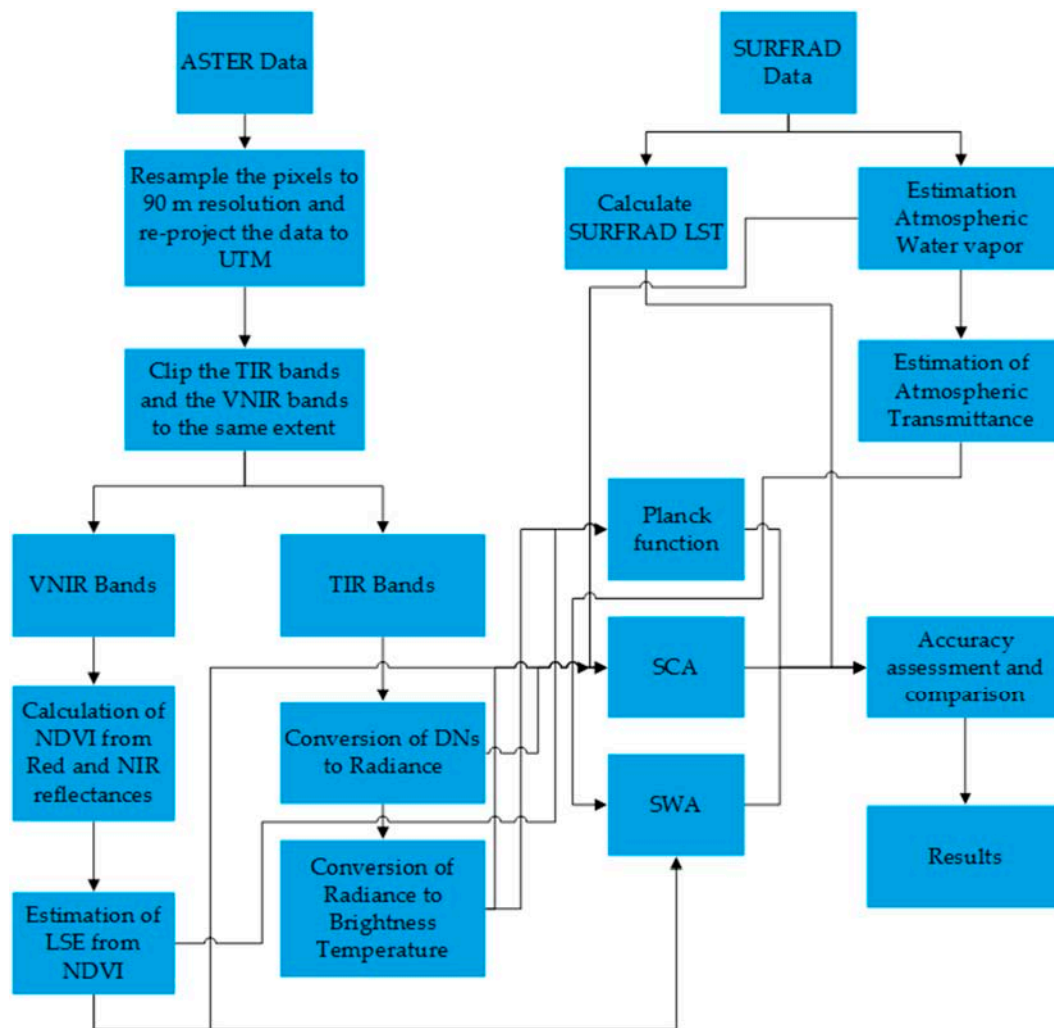 ASTER Data
Resample the pixels to
90 m resolution and
re-project the data to
UTM
Clip the TIR bands
and the VNIR bands
to the same extent
VNIR Bands
TIR Bands
Calculation of
NDVI from
Red and NIR
reflectances
Conversion of DNs
to Radiance
Estimation of
LSE from
NDVI
Conversion of
Radiance to
Brightness
Temperature
SURFRAD
Data
Calculate
SURFRAD LST
Estimation
Atmospheric
Water vapor
Estimation of
Atmospheric
Transmittance
Planck
function
SCA
SWA
Accuracy
assessment and
comparison
Results